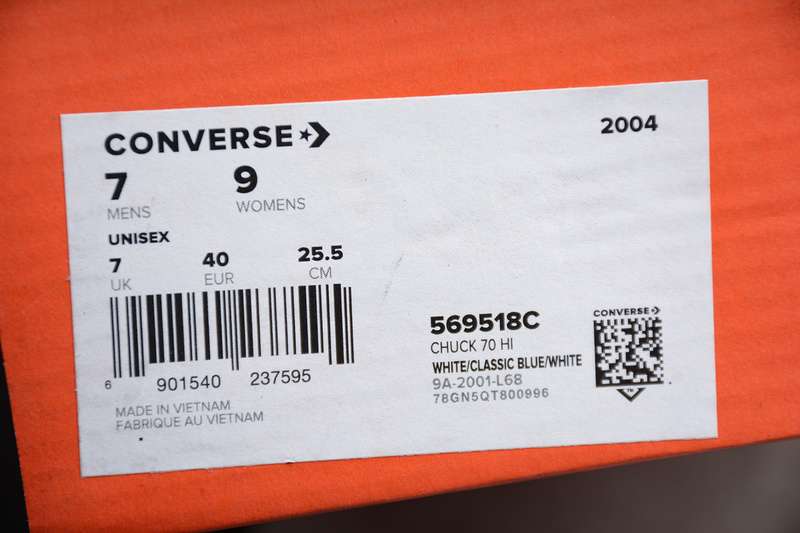 CONVERSE
2004
7 9
MENS WOMENS
UNISEX
7 40 25.5
UK EUR CM
6 901540 237595
MADE IN VIETNAM
FABRIQUE AU VIETNAM
569518C
CHUCK 70 HI
WHITE/CLASSIC BLUE/WHITE
9A-2001-L68
78GN5QT800996
CONVERSE